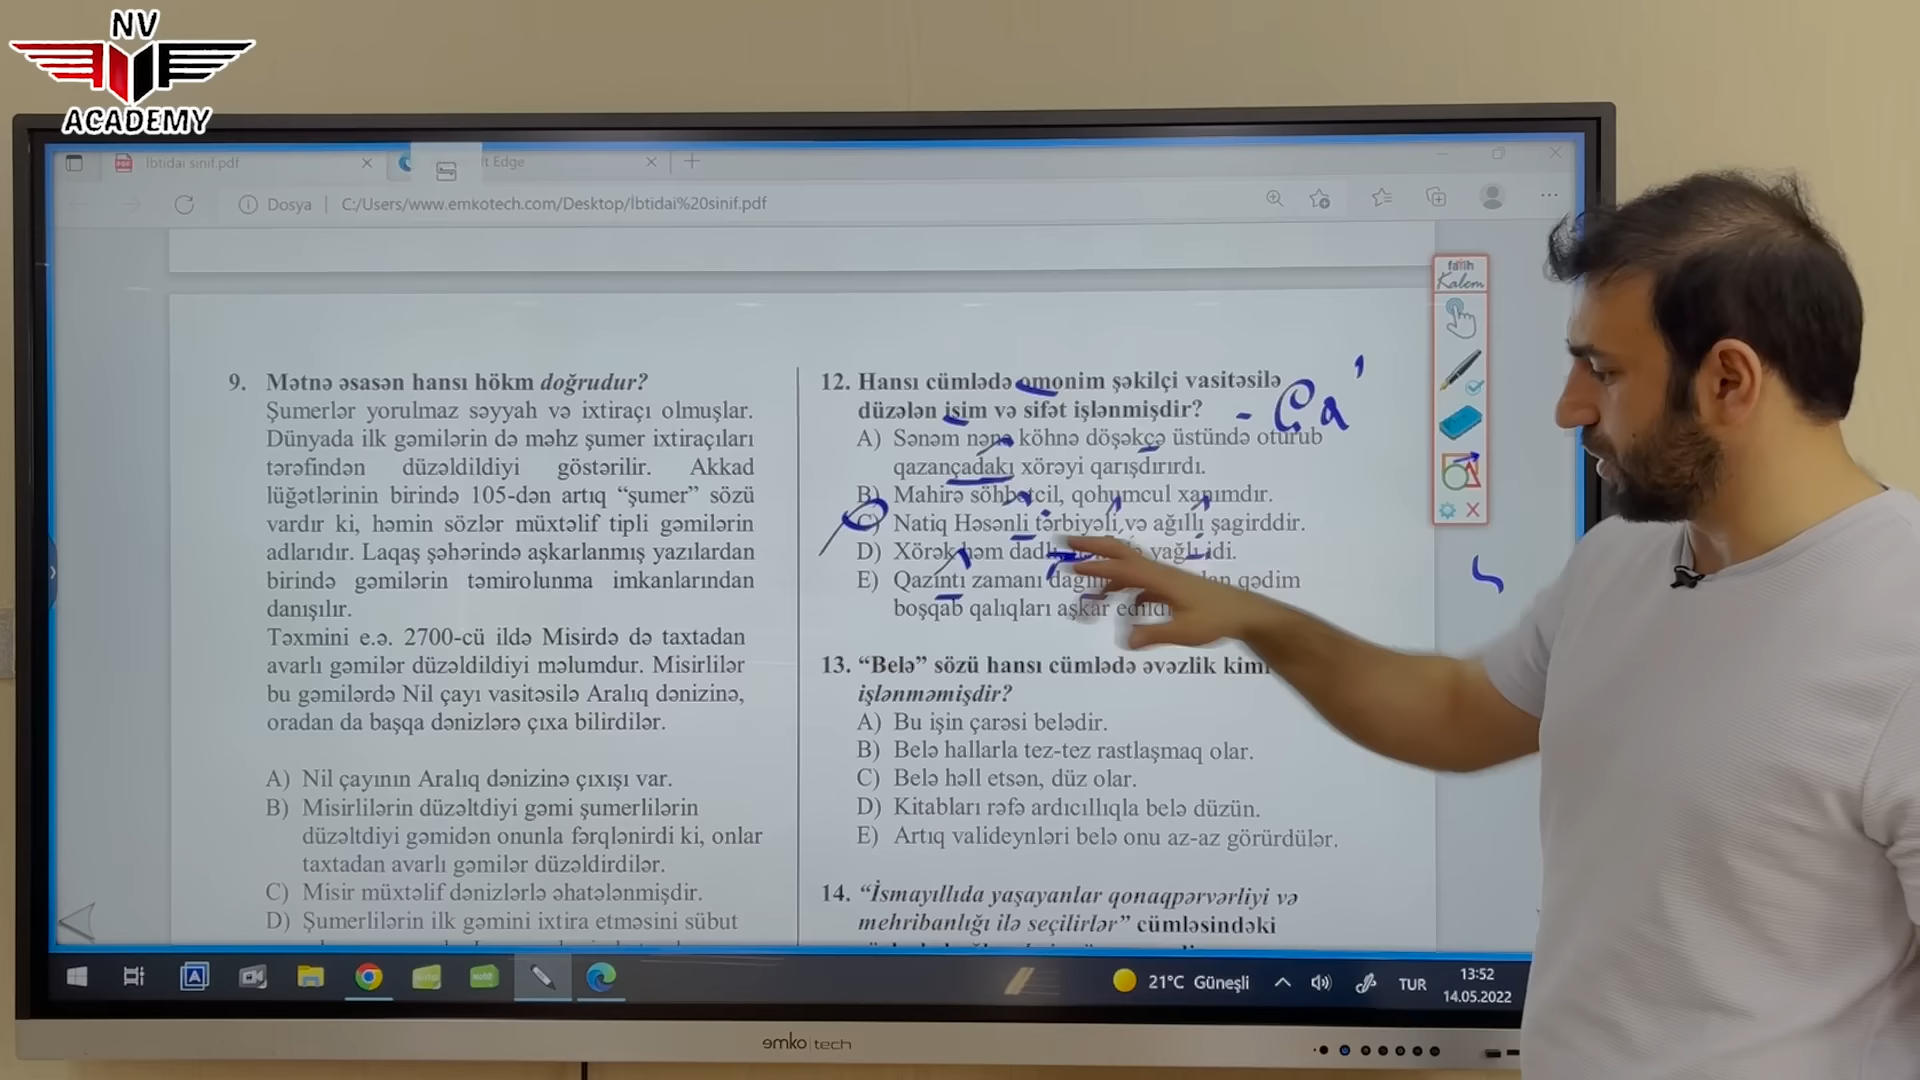 NV
ACADEMY
İbtidai sinif.pdf
ft Edge
Dosya
C:/Users/www.emkotech.com/Desktop/İbtidai%20sinif.pdf
fatih
Kalem
9. Mətnə əsasən hansı hökm doğrudur?
Şumerlər yorulmaz səyyah və ixtiraçı olmuşlar.
Dünyada ilk gəmilərin də məhz şumer ixtiraçıları
tərəfindən düzəldildiyi göstərilir. Akkad
lüğətlərinin birində 105-dən artıq “şumer” sözü
vardır ki, həmin sözlər müxtəlif tipli gəmilərin
adlarıdır. Laqaş şəhərində aşkarlanmış yazılardan
birində gəmilərin təmirolunma imkanlarından
danışılır.
Təxmini e.ə. 2700-cü ildə Misirdə də taxtadan
avarlı gəmilər düzəldildiyi məlumdur. Misirlilər
bu gəmilərdə Nil çayı vasitəsilə Aralıq dənizinə,
oradan da başqa dənizlərə çıxa bilirdilər.
A) Nil çayının Aralıq dənizinə çıxışı var.
B) Misirlilərin düzəltdiyi gəmi şumerlilərin
düzəltdiyi gəmidən onunla fərqlənirdi ki, onlar
taxtadan avarlı gəmilər düzəldirdilər.
C) Misir müxtəlif dənizlərlə əhatələnmişdir.
D) Şumerlilərin ilk gəmini ixtira etməsini sübut
12. Hansı cümlədə omonim şəkilçi vasitəsilə
düzələn isim və sifət işlənmişdir?
- Ça
A) Sənəm nənə köhnə döşəkçə üstündə oturub
qazançadakı xörəyi qarışdırırdı.
B) Mahirə söhbətcil, qohumcul xanımdır.
C) Natiq Həsənli tərbiyəli və ağıllı şagirddir.
D) Xörək həm dadlı, yağlı idi.
E) Qazıntı zamanı qədim
boşqab qalıqları aşkar edildi
13. “Belə” sözü hansı cümlədə əvəzlik kimi
işlənməmişdir?
A) Bu işin çarəsi belədir.
B) Belə hallarla tez-tez rastlaşmaq olar.
C) Belə həll etsən, düz olar.
D) Kitabları rəfə ardıcıllıqla belə düzün.
E) Artıq valideynləri belə onu az-az görürdülər.
14. “İsmayıllıda yaşayanlar qonaqpərvərliyi və
mehribanlığı ilə seçilirlər” cümləsindəki
21°C Güneşli
TUR
13:52
14.05.2022
emko tech